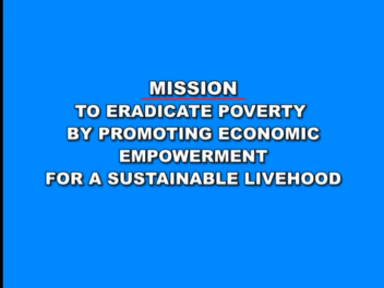 MISSION
TO ERADICATE POVERTY
BY PROMOTING ECONOMIC
EMPOWERMENT
FOR A SUSTAINABLE LIVEHOOD